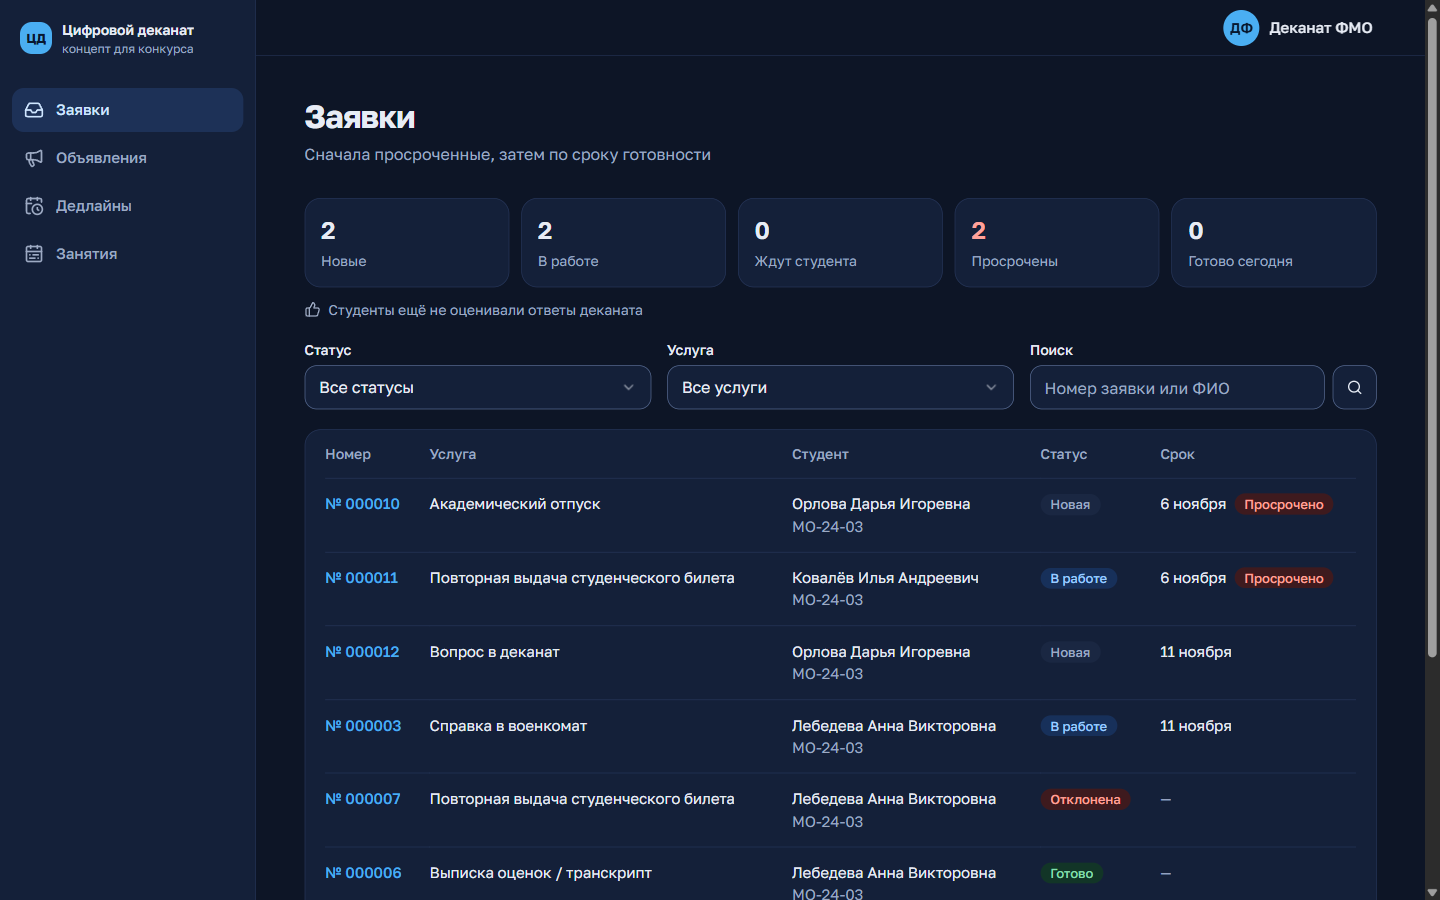 ЦД
Цифровой деканат
концепт для конкурса
ДФ Деканат ФМО
Заявки
Объявления
Дедлайны
Занятия
Заявки
Сначала просроченные, затем по сроку готовности
2
Новые
2
В работе
0
Ждут студента
2
Просрочены
0
Готово сегодня
Студенты ещё не оценивали ответы деканата
Статус
Все статусы
Услуга
Все услуги
Поиск
Номер заявки или ФИО
Номер Услуга Студент Статус Срок
№ 000010 Академический отпуск Орлова Дарья Игоревна Новая 6 ноября Просрочено
МО-24-03
№ 000011 Повторная выдача студенческого билета Ковалёв Илья Андреевич В работе 6 ноября Просрочено
МО-24-03
№ 000012 Вопрос в деканат Орлова Дарья Игоревна Новая 11 ноября
МО-24-03
№ 000003 Справка в военкомат Лебедева Анна Викторовна В работе 11 ноября
МО-24-03
№ 000007 Повторная выдача студенческого билета Лебедева Анна Викторовна Отклонена —
МО-24-03
№ 000006 Выписка оценок / транскрипт Лебедева Анна Викторовна Готово —
МО-24-03